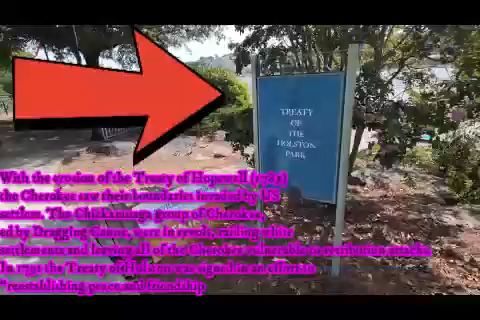 TREATY
OF
THE
HOLSTON
PARK
With the erosion of the Treaty of Hopewell (1785)
the Cherokee saw their boundaries invaded by US
settlers. The Chickamauga group of Cherokee,
ed by Dragging Canoe, were in revolt, raiding white
settlements and leaving all of the Cherokee vulnerable to retribution attacks.
In 1791 the Treaty of Holston was signed in an effort to
"reestablishing peace and friendship